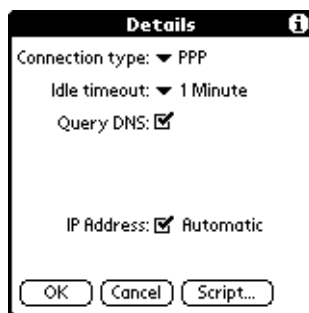 Details
Connection type: PPP
Idle timeout: 1 Minute
Query DNS:
IP Address: Automatic
OK Cancel Script...